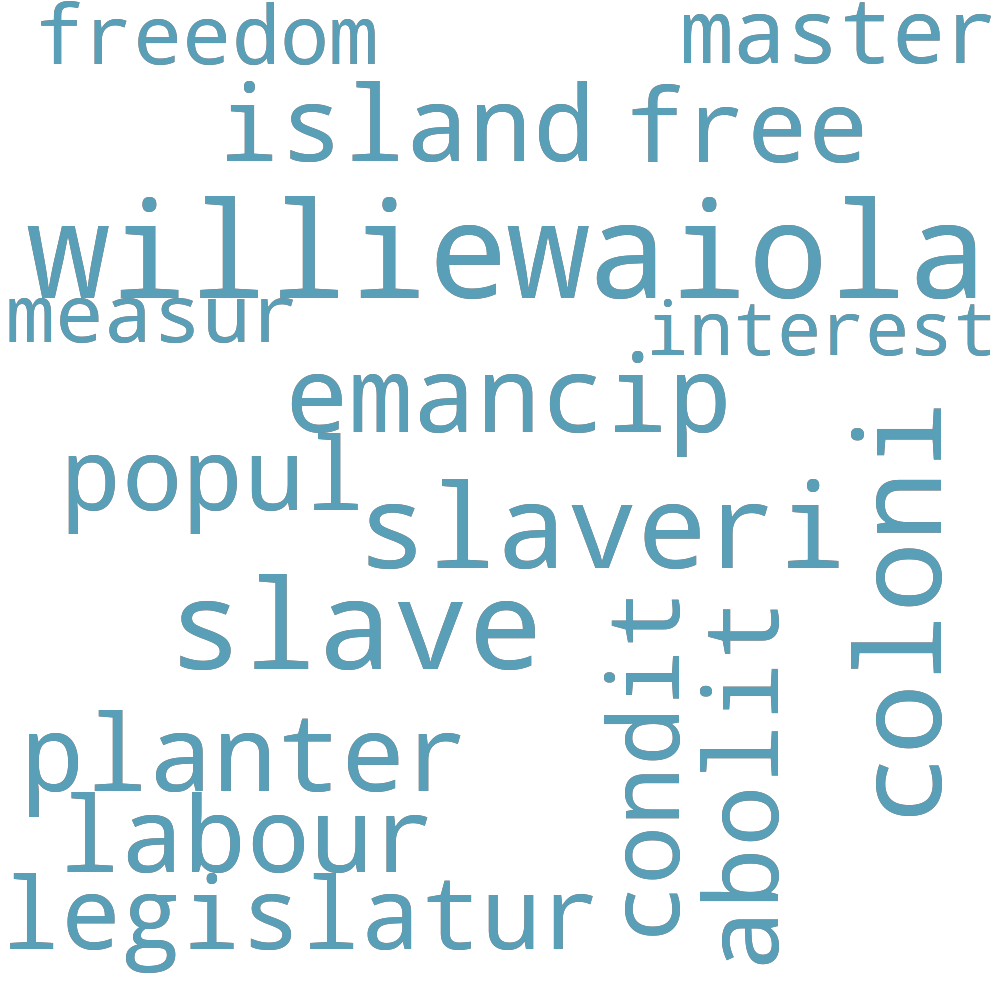 freedom master
island free
williewaiola
measur interest
emancip
popul
slaveri
coloni
slave
condit
abolit
planter
labour
legislatur